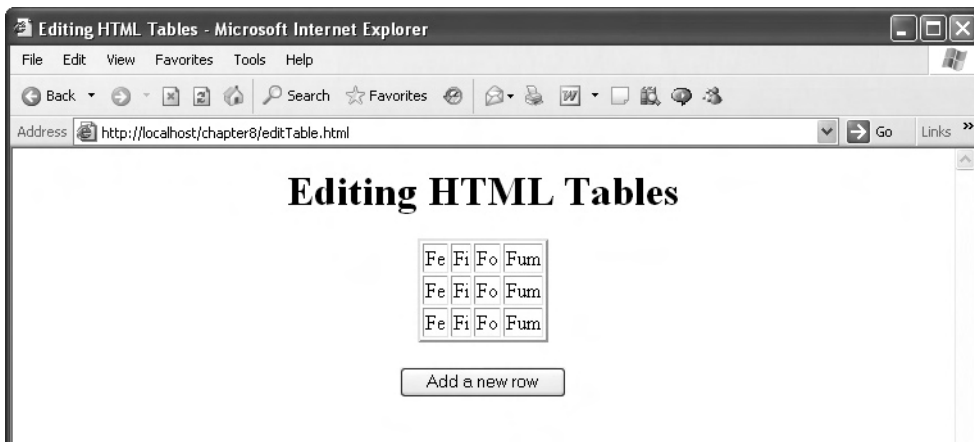 Editing HTML Tables - Microsoft Internet Explorer
File Edit View Favorites Tools Help
Back Search Favorites
Address http://localhost/chapter8/editTable.html Go Links »
Editing HTML Tables
Fe Fi Fo Fum
Fe Fi Fo Fum
Fe Fi Fo Fum
Add a new row